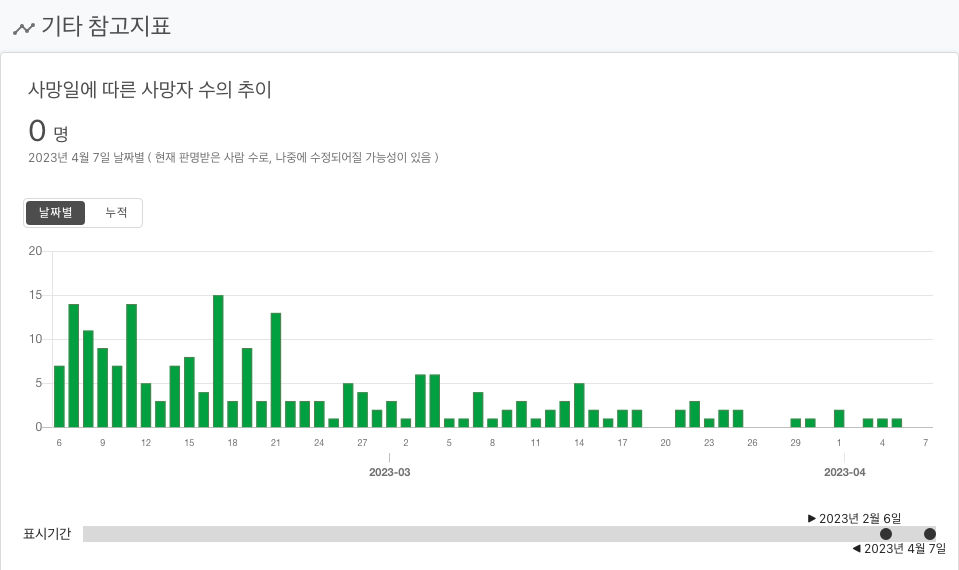 기타 참고지표
사망일에 따른 사망자 수의 추이
0 명
2023년 4월 7일 날짜별 ( 현재 판명받은 사람 수로, 나중에 수정되어질 가능성이 있음 )
날짜별 누적
20
15
10
5
0
6 9 12 15 18 21 24 27 2 5 8 11 14 17 20 23 26 29 1 4 7
2023-03 2023-04
▶ 2023년 2월 6일
표시기간
◀ 2023년 4월 7일